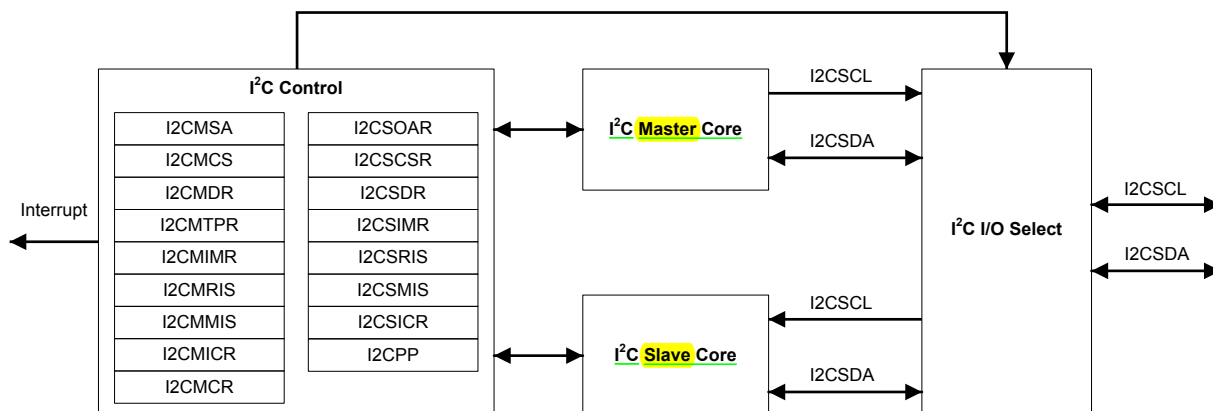 I²C Control
I2CMSA
I2CMCS
I2CMDR
I2CMTPR
I2CMIMR
I2CMRIS
I2CMMIS
I2CMICR
I2CMCR
I2CSOAR
I2CSCSR
I2CSDR
I2CSIMR
I2CSRIS
I2CSMIS
I2CSICR
I2CPP
Interrupt
I²C Master Core
I2CSCL
I2CSDA
I²C Slave Core
I2CSCL
I2CSDA
I²C I/O Select
I2CSCL
I2CSDA